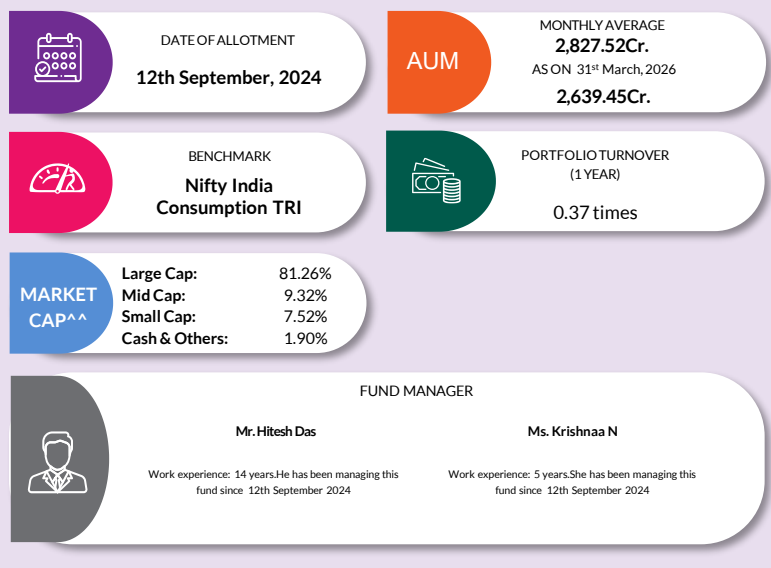 DATE OF ALLOTMENT
12th September, 2024
AUM
MONTHLY AVERAGE
2,827.52Cr.
AS ON 31st March, 2026
2,639.45Cr.
BENCHMARK
Nifty India
Consumption TRI
PORTFOLIO TURNOVER
(1 YEAR)
0.37 times
MARKET
CAP^^
Large Cap: 81.26%
Mid Cap: 9.32%
Small Cap: 7.52%
Cash & Others: 1.90%
FUND MANAGER
Mr. Hitesh Das
Work experience: 14 years.He has been managing this
fund since 12th September 2024
Ms. Krishnaa N
Work experience: 5 years.She has been managing this
fund since 12th September 2024